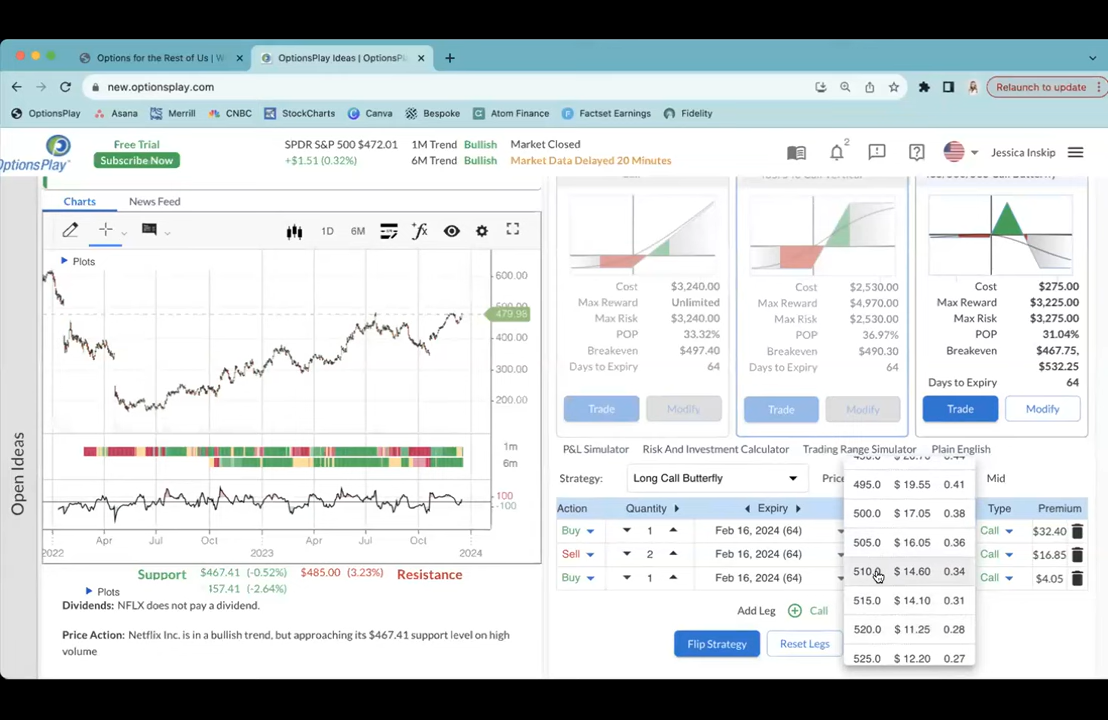 Options for the Rest of Us | W
OptionsPlay Ideas | OptionsPl
new.optionsplay.com
Relaunch to update
OptionsPlay
Asana
Merrill
CNBC
StockCharts
Canva
Bespoke
Atom Finance
Factset Earnings
Fidelity
OptionsPlay
Free Trial
Subscribe Now
SPDR S&P 500 $472.01
+$1.51 (0.32%)
1M Trend Bullish
6M Trend Bullish
Market Closed
Market Data Delayed 20 Minutes
2
Jessica Inskip
Charts
News Feed
1D
6M
Plots
600.00
500.00
479.98
400.00
300.00
200.00
1m
6m
100
-100
2022
Apr
Jul
Oct
2023
Apr
Jul
Oct
2024
Support
$467.41 (-0.52%)
$485.00 (3.23%)
Resistance
457.41 (-2.64%)
Plots
Dividends: NFLX does not pay a dividend.
Price Action: Netflix Inc. is in a bullish trend, but approaching its $467.41 support level on high
volume
Open Ideas
Cost $3,240.00
Max Reward Unlimited
Max Risk $3,240.00
POP 33.32%
Breakeven $497.40
Days to Expiry 64
Trade
Modify
Cost $2,530.00
Max Reward $4,970.00
Max Risk $2,530.00
POP 36.97%
Breakeven $490.30
Days to Expiry 64
Trade
Modify
Cost $275.00
Max Reward $3,225.00
Max Risk $3,275.00
POP 31.04%
Breakeven $467.75,
$532.25
Days to Expiry 64
Trade
Modify
P&L Simulator
Risk And Investment Calculator
Trading Range Simulator
Plain English
Strategy:
Long Call Butterfly
Mid
Action
Quantity
Expiry
Type
Premium
Buy 1 Feb 16, 2024 (64) Call $32.40
Sell 2 Feb 16, 2024 (64) Call $16.85
Buy 1 Feb 16, 2024 (64) Call $4.05
495.0 $ 19.55 0.41
500.0 $ 17.05 0.38
505.0 $ 16.05 0.36
510.0 $ 14.60 0.34
515.0 $ 14.10 0.31
520.0 $ 11.25 0.28
525.0 $ 12.20 0.27
Add Leg
Call
Flip Strategy
Reset Legs